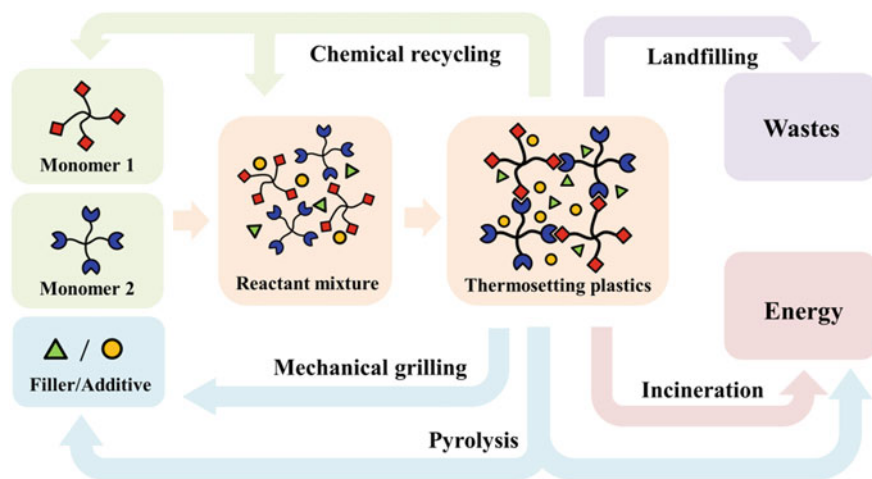 Chemical recycling
Landfilling
Monomer 1
Wastes
Monomer 2
Reactant mixture
Thermosetting plastics
Energy
/
Filler/Additive
Mechanical grilling
Incineration
Pyrolysis